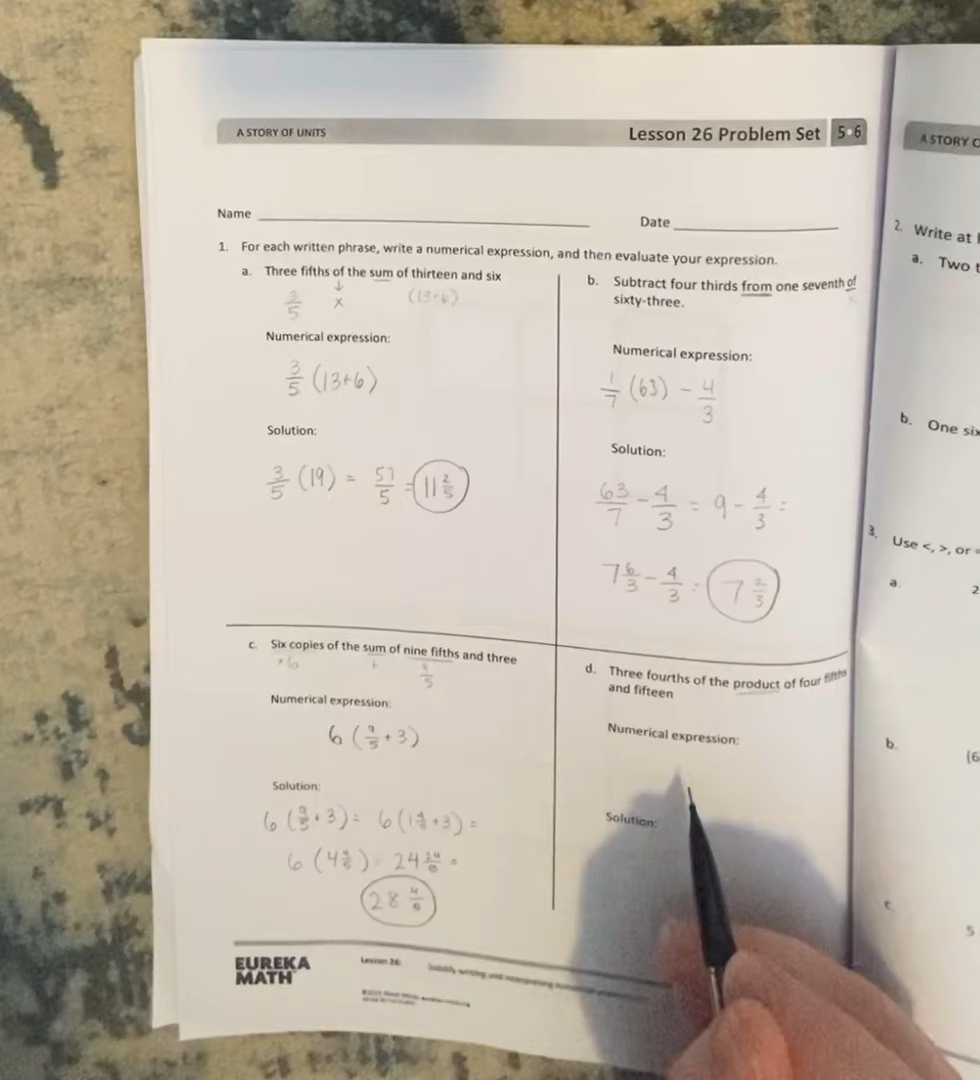 A STORY OF UNITS
Lesson 26 Problem Set 5•6
Name
Date
1. For each written phrase, write a numerical expression, and then evaluate your expression.
a. Three fifths of the sum of thirteen and six
3/5 ↓ x (13+6)
Numerical expression:
3/5 (13+6)
Solution:
3/5 (19) = 57/5 = 11 2/5
b. Subtract four thirds from one seventh of
sixty-three.
Numerical expression:
1/7 (63) - 4/3
Solution:
63/7 - 4/3 = 9 - 4/3 =
7 6/3 - 4/3 = 7 2/3
c. Six copies of the sum of nine fifths and three
+ 9/5
Numerical expression:
6 (9/5 + 3)
Solution:
6 (9/5 + 3) = 6 (1 4/5 + 3) =
6 (4 4/5) = 24 24/5 =
28 4/5
d. Three fourths of the product of four fifths
and fifteen
Numerical expression:
Solution:
EUREKA
MATH
Lesson 26:
A STORY
2. Write at
a. Two
b. One
3. Use <, >, or =
a. 2
b. (6
c. 5